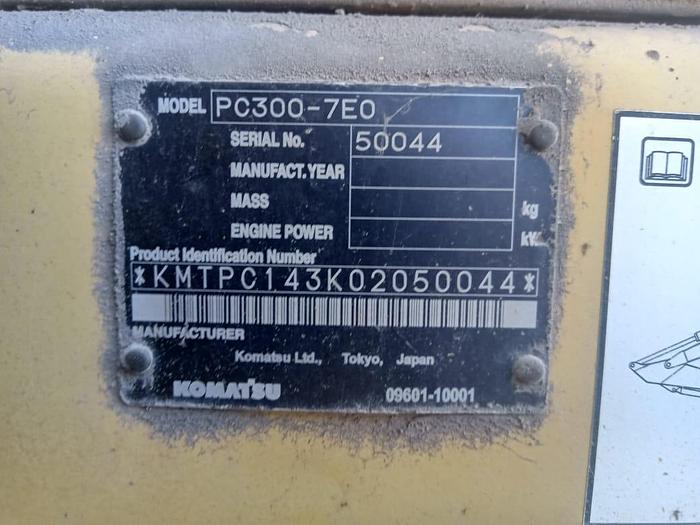 MODEL PC300-7E0
SERIAL No. 50044
MANUFACT. YEAR
MASS kg
ENGINE POWER kW
Product Identification Number
*KMTPC143K02050044*
MANUFACTURER
Komatsu Ltd., Tokyo, Japan
KOMATSU 09601-10001